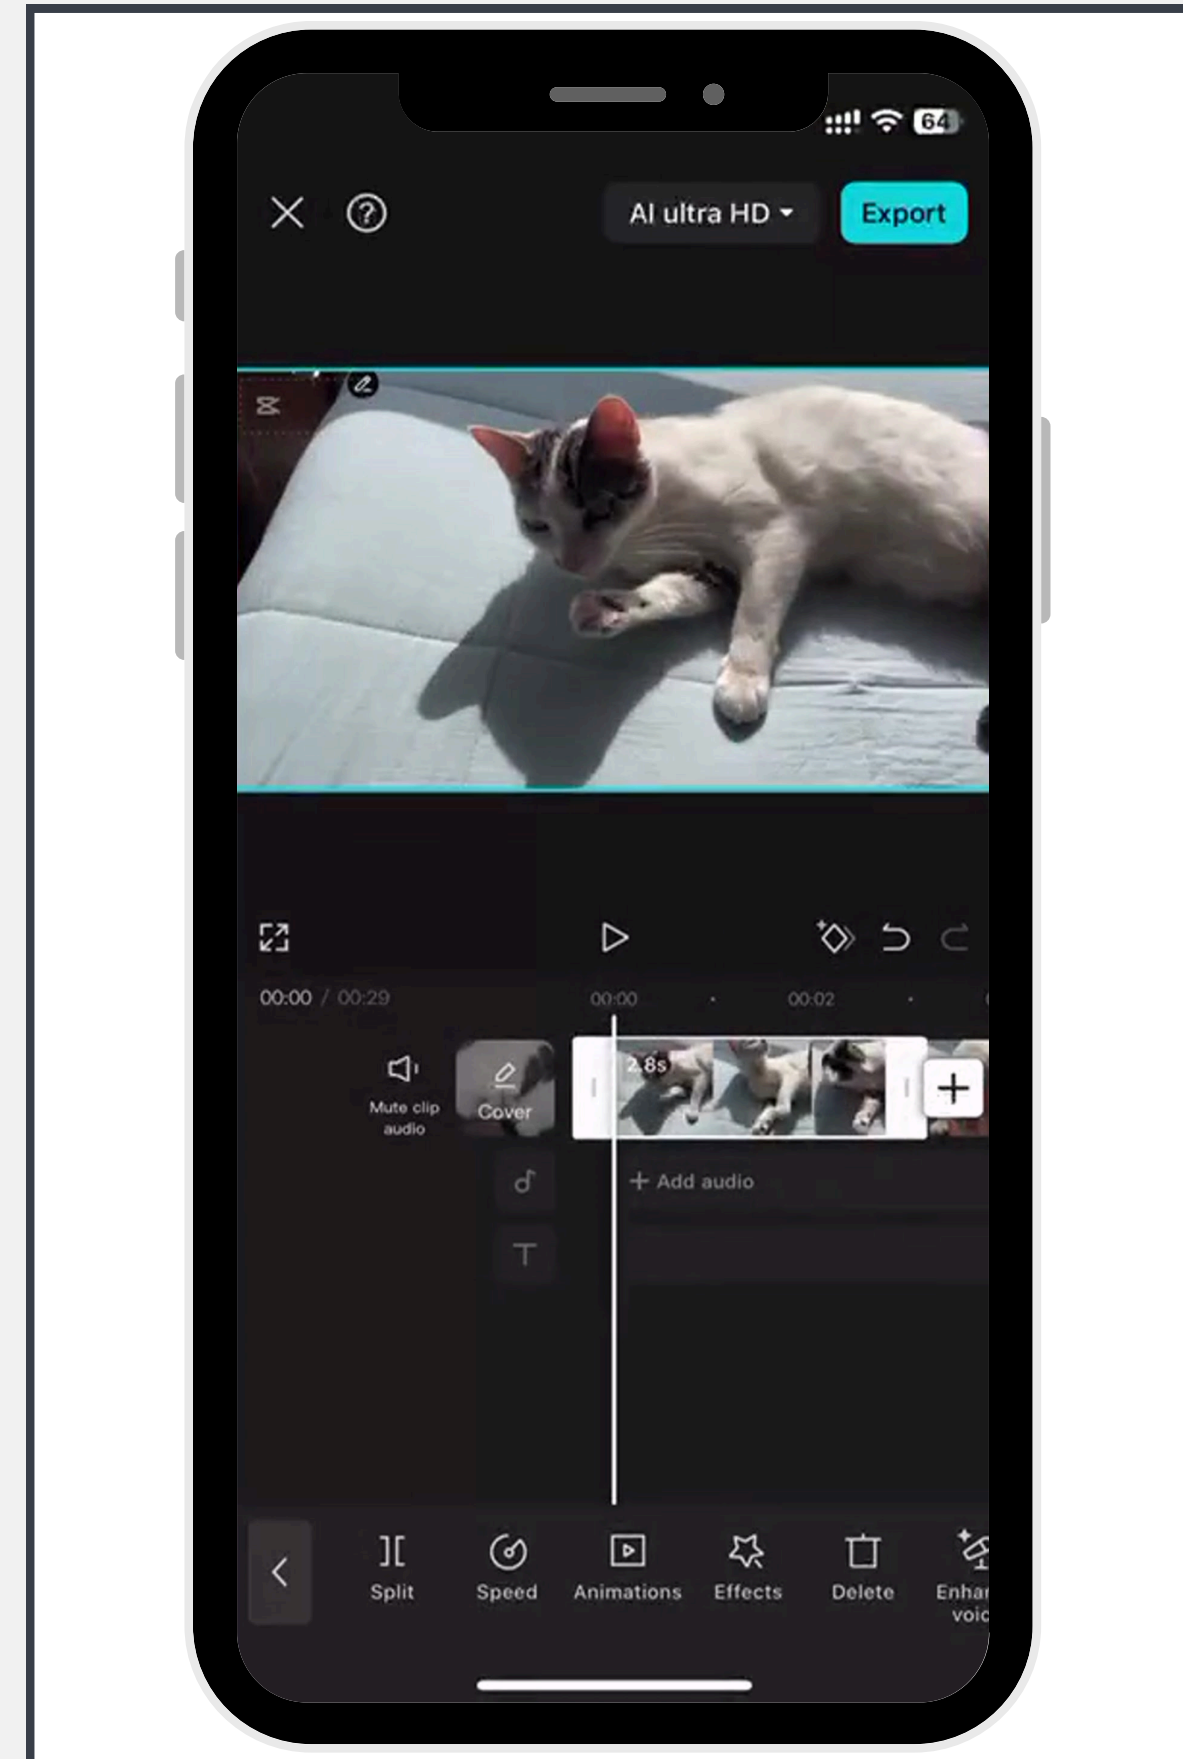 64
AI ultra HD
Export
00:00 / 00:29
00:00
00:02
2.8s
Mute clip
audio
Cover
+ Add audio
Split
Speed
Animations
Effects
Delete